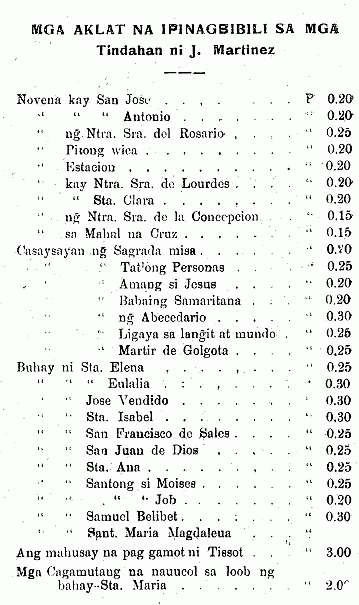 MGA AKLAT NA IPINAGBIBILI SA MGA
Tindahan ni J. Martinez
Novena kay San Jose . . . . . . ₱ 0.20
“ “ “ Antonio . . . . . . “ 0.20
“ ng Ntra. Sra. del Rosario . . . . “ 0.25
“ Pitong wica . . . . . . . . “ 0.20
“ Estacion . . . . . . . . . “ 0.20
“ kay Ntra. Sra. de Lourdes . . . . “ 0.20
“ “ Sta. Clara . . . . . . . “ 0.20
“ ng Ntra. Sra. de la Concepcion . . . “ 0.15
“ sa Mahal na Cruz . . . . . . “ 0.15
Casaysayan ng Sagrada misa . . . . . “ 0.20
“ “ Tat'ong Personas . . . . “ 0.25
“ “ Amang si Jesus . . . . . “ 0.20
“ “ Babaing Samaritana . . . “ 0.20
“ ng Abecedario . . . . . “ 0.30
“ Ligaya sa langit at mundo . “ 0.25
“ Martir de Golgota . . . . “ 0.25
Buhay ni Sta. Elena . . . . . . “ 0.25
“ “ “ Eulalia . . . . . . “ 0.30
“ “ Jose Vendido . . . . . . “ 0.30
“ “ Sta. Isabel . . . . . . . “ 0.30
“ “ San Francisco de Sales . . . . “ 0.25
“ “ San Juan de Dios . . . . . “ 0.25
“ “ Sta. Ana . . . . . . . . “ 0.25
“ “ Santong si Moises . . . . . . “ 0.25
“ “ “ “ Job . . . . . . “ 0.20
“ “ Samuel Belibet . . . . . . “ 0.30
“ “ Sant. Maria Magdalena . . . “
Ang mahusay na pag gamot ni Tissot . . “ 3.00
Mga Cagamutang na nauucol sa loob ng
bahay--Sta. Maria . . . . . . “ 2.00